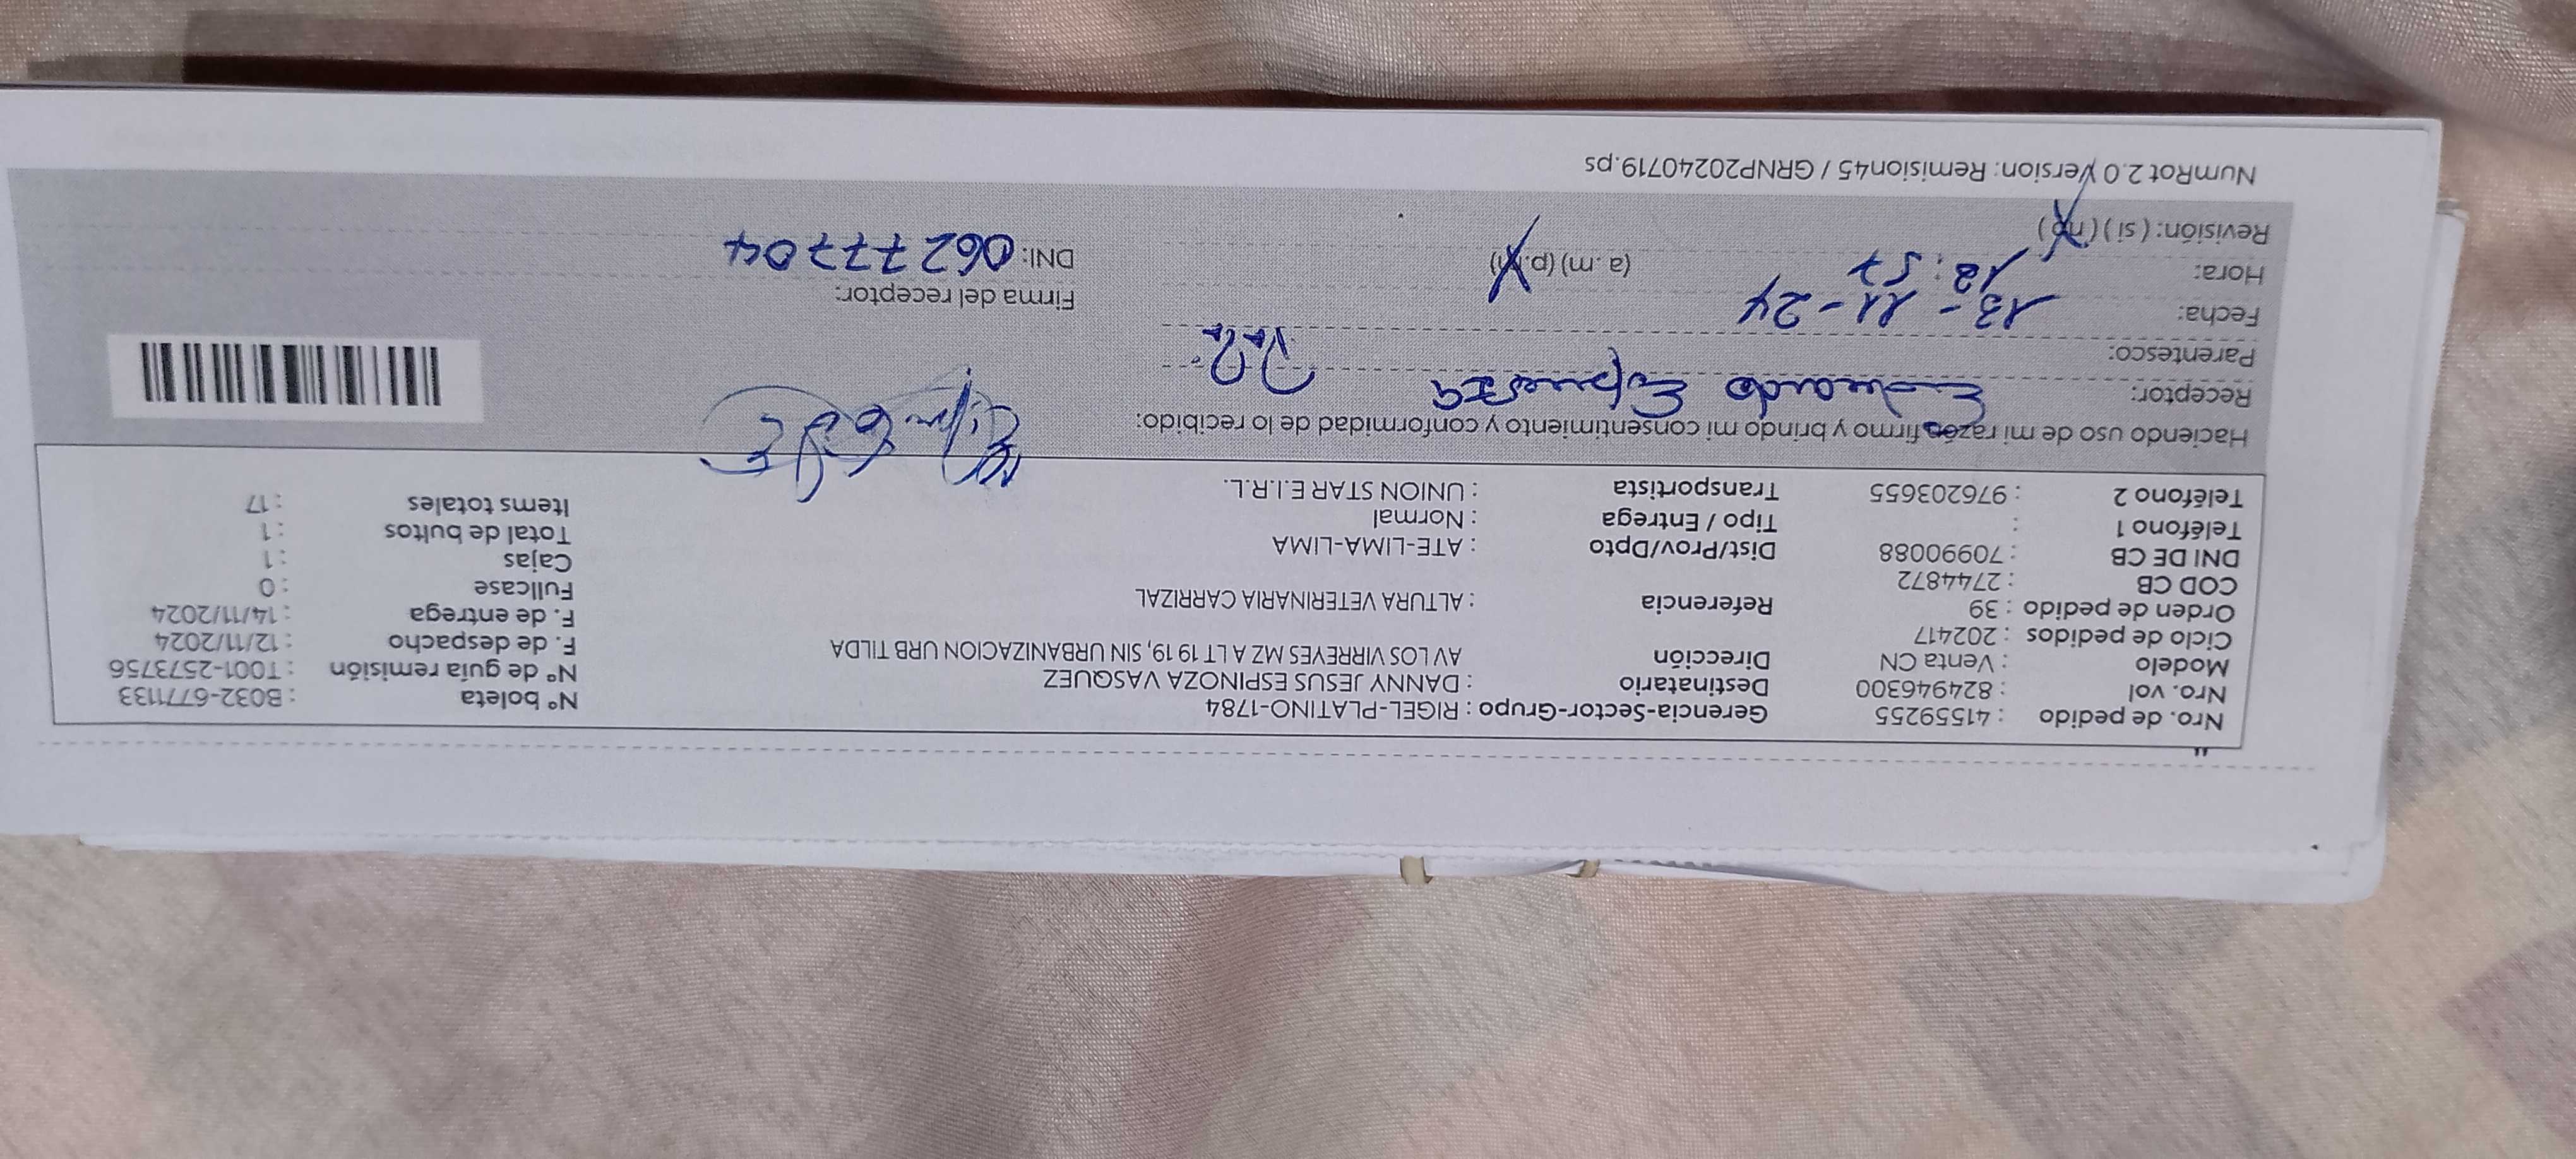 Nro. de pedido : 41559255 Gerencia-Sector-Grupo : RIGEL-PLATINO-1784 N° boleta : B032-6771133
Nro. vol : 824946300 Destinatario : DANNY JESUS ESPINOZA VASQUEZ N° de guía remisión : T001-2573756
Modelo : Venta CN Dirección AV LOS VIRREYES MZ A LT 19 19, SIN URBANIZACION URB TILDA F. de despacho : 12/11/2024
Ciclo de pedidos : 202417 F. de entrega : 14/11/2024
Orden de pedido : 39 Referencia : ALTURA VETERINARIA CARRIZAL Fullcase : 0
COD CB : 2744872 Cajas : 1
DNI DE CB : 70990088 Dist/Prov/Dpto : ATE-LIMA-LIMA Total de bultos : 1
Teléfono 1 : Tipo / Entrega : Normal Items totales : 17
Teléfono 2 : 976203655 Transportista : UNION STAR E.I.R.L.
Haciendo uso de mi razón firmo y brindo mi consentimiento y conformidad de lo recibido:
Receptor: Eduardo Espinoza
Parentesco:
Fecha: 13-11-24 Firma del receptor:
Hora: 12:57 (a.m) (p.m) DNI: 06277704
Revisión: (si) (no)
NumRot 2.0 Version: Remision45 / GRNP20240719.ps